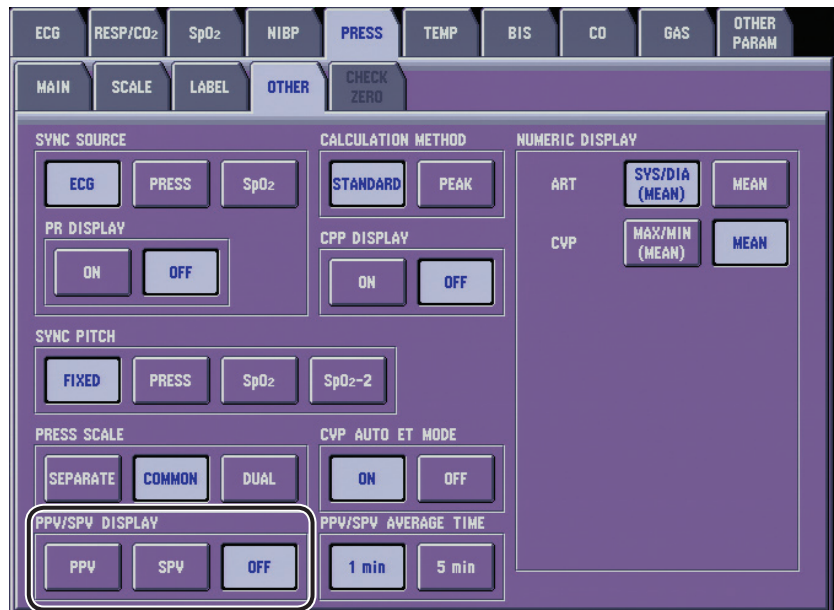 ECG RESP/CO2 SpO2 NIBP PRESS TEMP BIS CO GAS OTHER PARAM
MAIN SCALE LABEL OTHER CHECK ZERO
SYNC SOURCE
ECG PRESS SpO2
PR DISPLAY
ON OFF
CALCULATION METHOD
STANDARD PEAK
CPP DISPLAY
ON OFF
NUMERIC DISPLAY
ART SYS/DIA (MEAN) MEAN
CVP MAX/MIN (MEAN) MEAN
SYNC PITCH
FIXED PRESS SpO2 SpO2-2
PRESS SCALE
SEPARATE COMMON DUAL
CVP AUTO ET MODE
ON OFF
PPV/SPV DISPLAY
PPV SPV OFF
PPV/SPV AVERAGE TIME
1 min 5 min